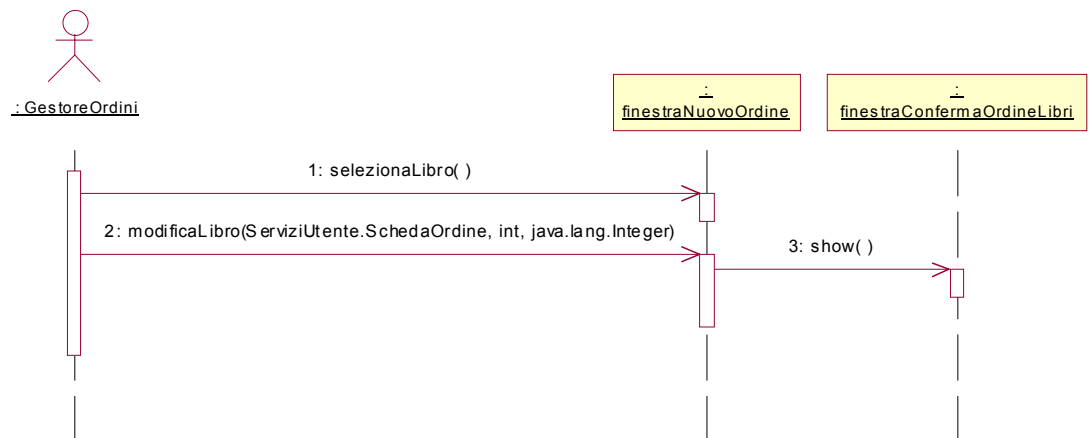 : GestoreOrdini
:
finestraNuovoOrdine
:
finestraConfermaOrdineLibri
1: selezionaLibro( )
2: modificaLibro(ServiziUtente.SchedaOrdine, int, java.lang.Integer)
3: show( )